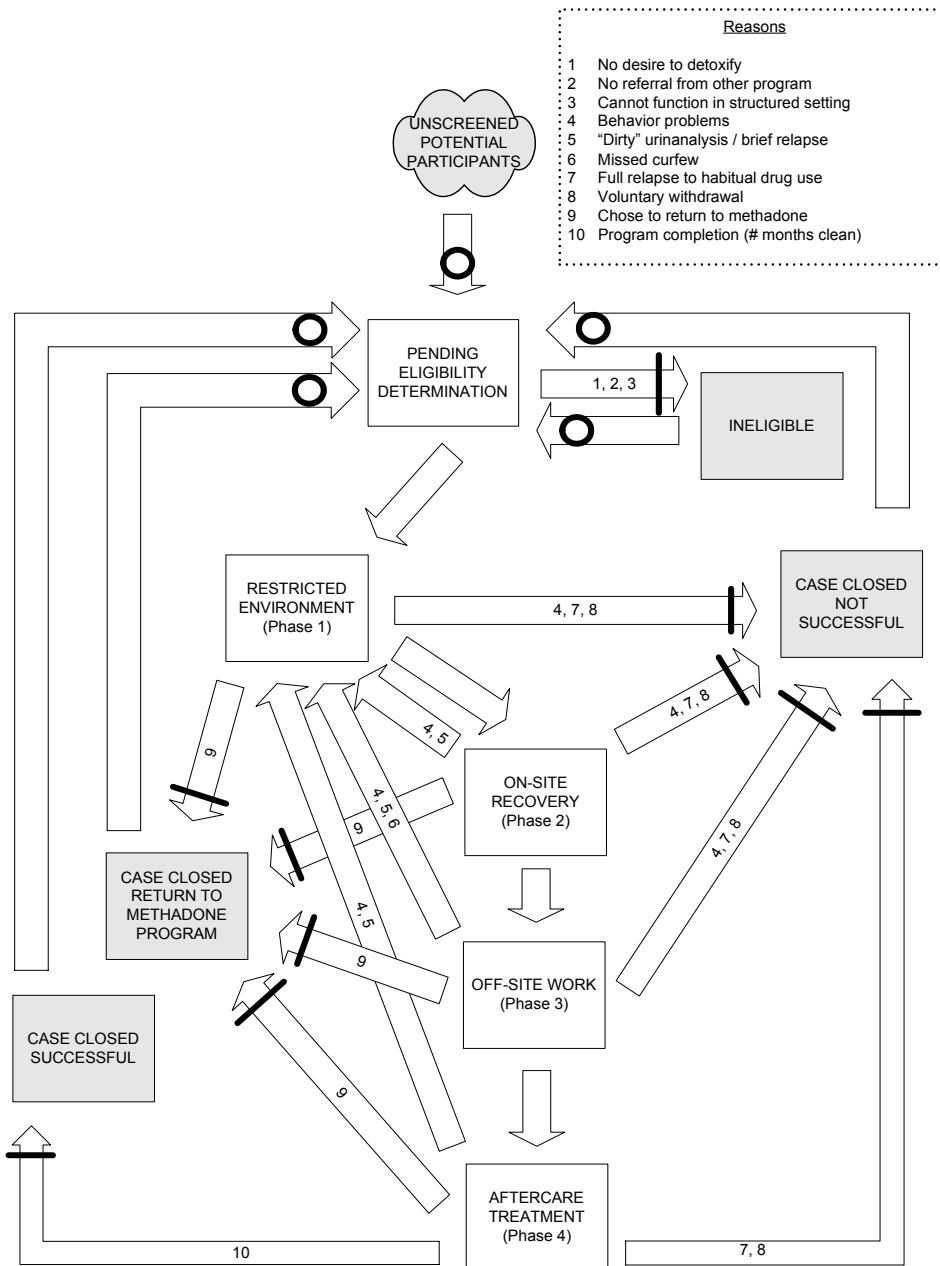 Reasons
1 No desire to detoxify
2 No referral from other program
3 Cannot function in structured setting
4 Behavior problems
5 “Dirty” urinanalysis / brief relapse
6 Missed curfew
7 Full relapse to habitual drug use
8 Voluntary withdrawal
9 Chose to return to methadone
10 Program completion (# months clean)
UNSCREENED
POTENTIAL
PARTICIPANTS
PENDING
ELIGIBILITY
DETERMINATION
1, 2, 3
INELIGIBLE
RESTRICTED
ENVIRONMENT
(Phase 1)
4, 7, 8
CASE CLOSED
NOT
SUCCESSFUL
9
4, 5
4, 7, 8
ON-SITE
RECOVERY
(Phase 2)
4, 5, 6
9
4, 7, 8
CASE CLOSED
RETURN TO
METHADONE
PROGRAM
4, 5
9
OFF-SITE WORK
(Phase 3)
CASE CLOSED
SUCCESSFUL
9
AFTERCARE
TREATMENT
(Phase 4)
10
7, 8